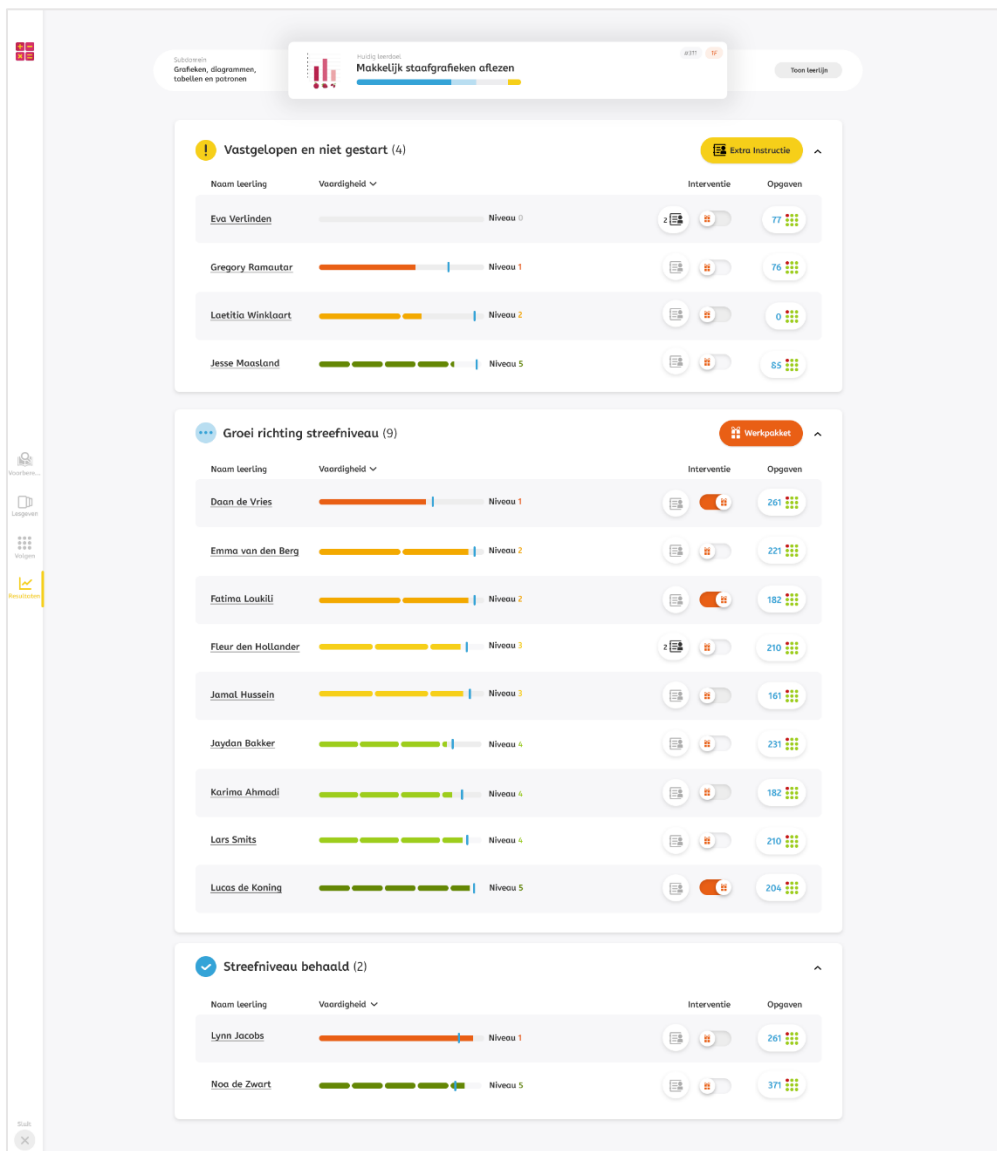 Subdomein
Grafieken, diagrammen,
tabellen en patronen
Huidig leerdoel
Makkelijk staafgrafieken aflezen
1F
Toon leerlijn
Vastgelopen en niet gestart (4)
Extra Instructie
Naam leerling Vaardigheid Interventie Opgaven
Eva Verlinden Niveau 0 2 77
Gregory Ramautar Niveau 1 76
Laetitia Winklaart Niveau 2 0
Jesse Maasland Niveau 5 85
Groei richting streefniveau (9)
Werkpakket
Naam leerling Vaardigheid Interventie Opgaven
Daan de Vries Niveau 1 261
Emma van den Berg Niveau 2 221
Fatima Loukili Niveau 2 182
Fleur den Hollander Niveau 3 2 210
Jamal Hussein Niveau 3 161
Jaydan Bakker Niveau 4 231
Karima Ahmadi Niveau 4 182
Lars Smits Niveau 4 210
Lucas de Koning Niveau 5 204
Streefniveau behaald (2)
Naam leerling Vaardigheid Interventie Opgaven
Lynn Jacobs Niveau 1 261
Noa de Zwart Niveau 5 371
Lesgeven
Volgen
Resultaten
Sluit